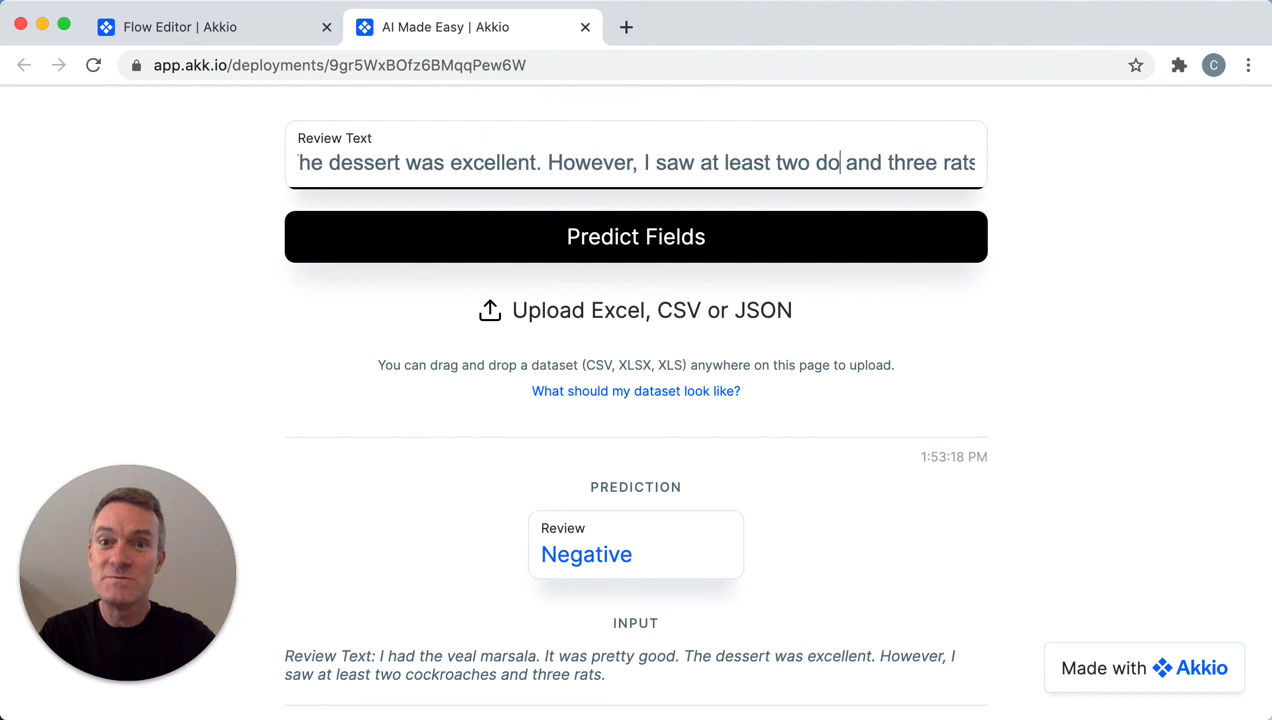 Flow Editor | Akkio
AI Made Easy | Akkio
app.akk.io/deployments/9gr5WxBOfz6BMqqPew6W
C
Review Text
The dessert was excellent. However, I saw at least two do and three rats
Predict Fields
Upload Excel, CSV or JSON
You can drag and drop a dataset (CSV, XLSX, XLS) anywhere on this page to upload.
What should my dataset look like?
1:53:18 PM
PREDICTION
Review
Negative
INPUT
Review Text: I had the veal marsala. It was pretty good. The dessert was excellent. However, I
saw at least two cockroaches and three rats.
Made with Akkio